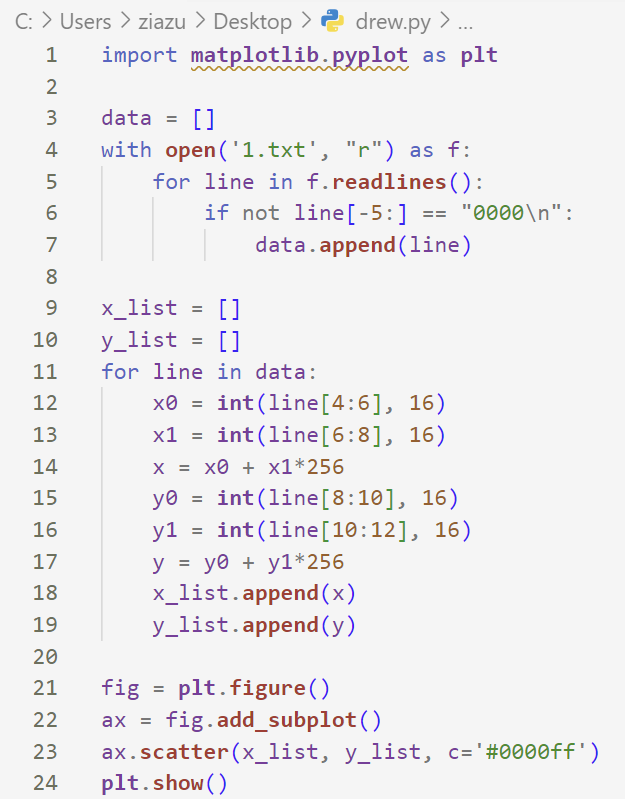 C: > Users > ziazu > Desktop > drew.py > ...
1 import matplotlib.pyplot as plt
2
3 data = []
4 with open('1.txt', "r") as f:
5     for line in f.readlines():
6         if not line[-5:] == "0000\n":
7             data.append(line)
8
9 x_list = []
10 y_list = []
11 for line in data:
12     x0 = int(line[4:6], 16)
13     x1 = int(line[6:8], 16)
14     x = x0 + x1*256
15     y0 = int(line[8:10], 16)
16     y1 = int(line[10:12], 16)
17     y = y0 + y1*256
18     x_list.append(x)
19     y_list.append(y)
20
21 fig = plt.figure()
22 ax = fig.add_subplot()
23 ax.scatter(x_list, y_list, c='#0000ff')
24 plt.show()